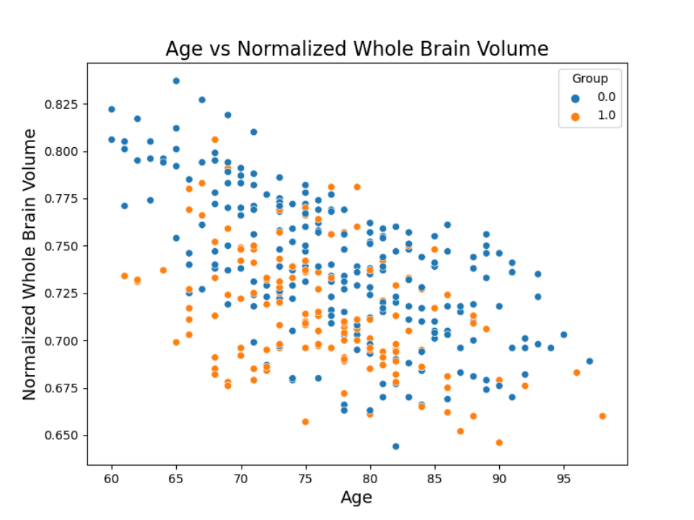 Age vs Normalized Whole Brain Volume
Group
0.0
1.0
Normalized Whole Brain Volume
0.825
0.800
0.775
0.750
0.725
0.700
0.675
0.650
60 65 70 75 80 85 90 95
Age